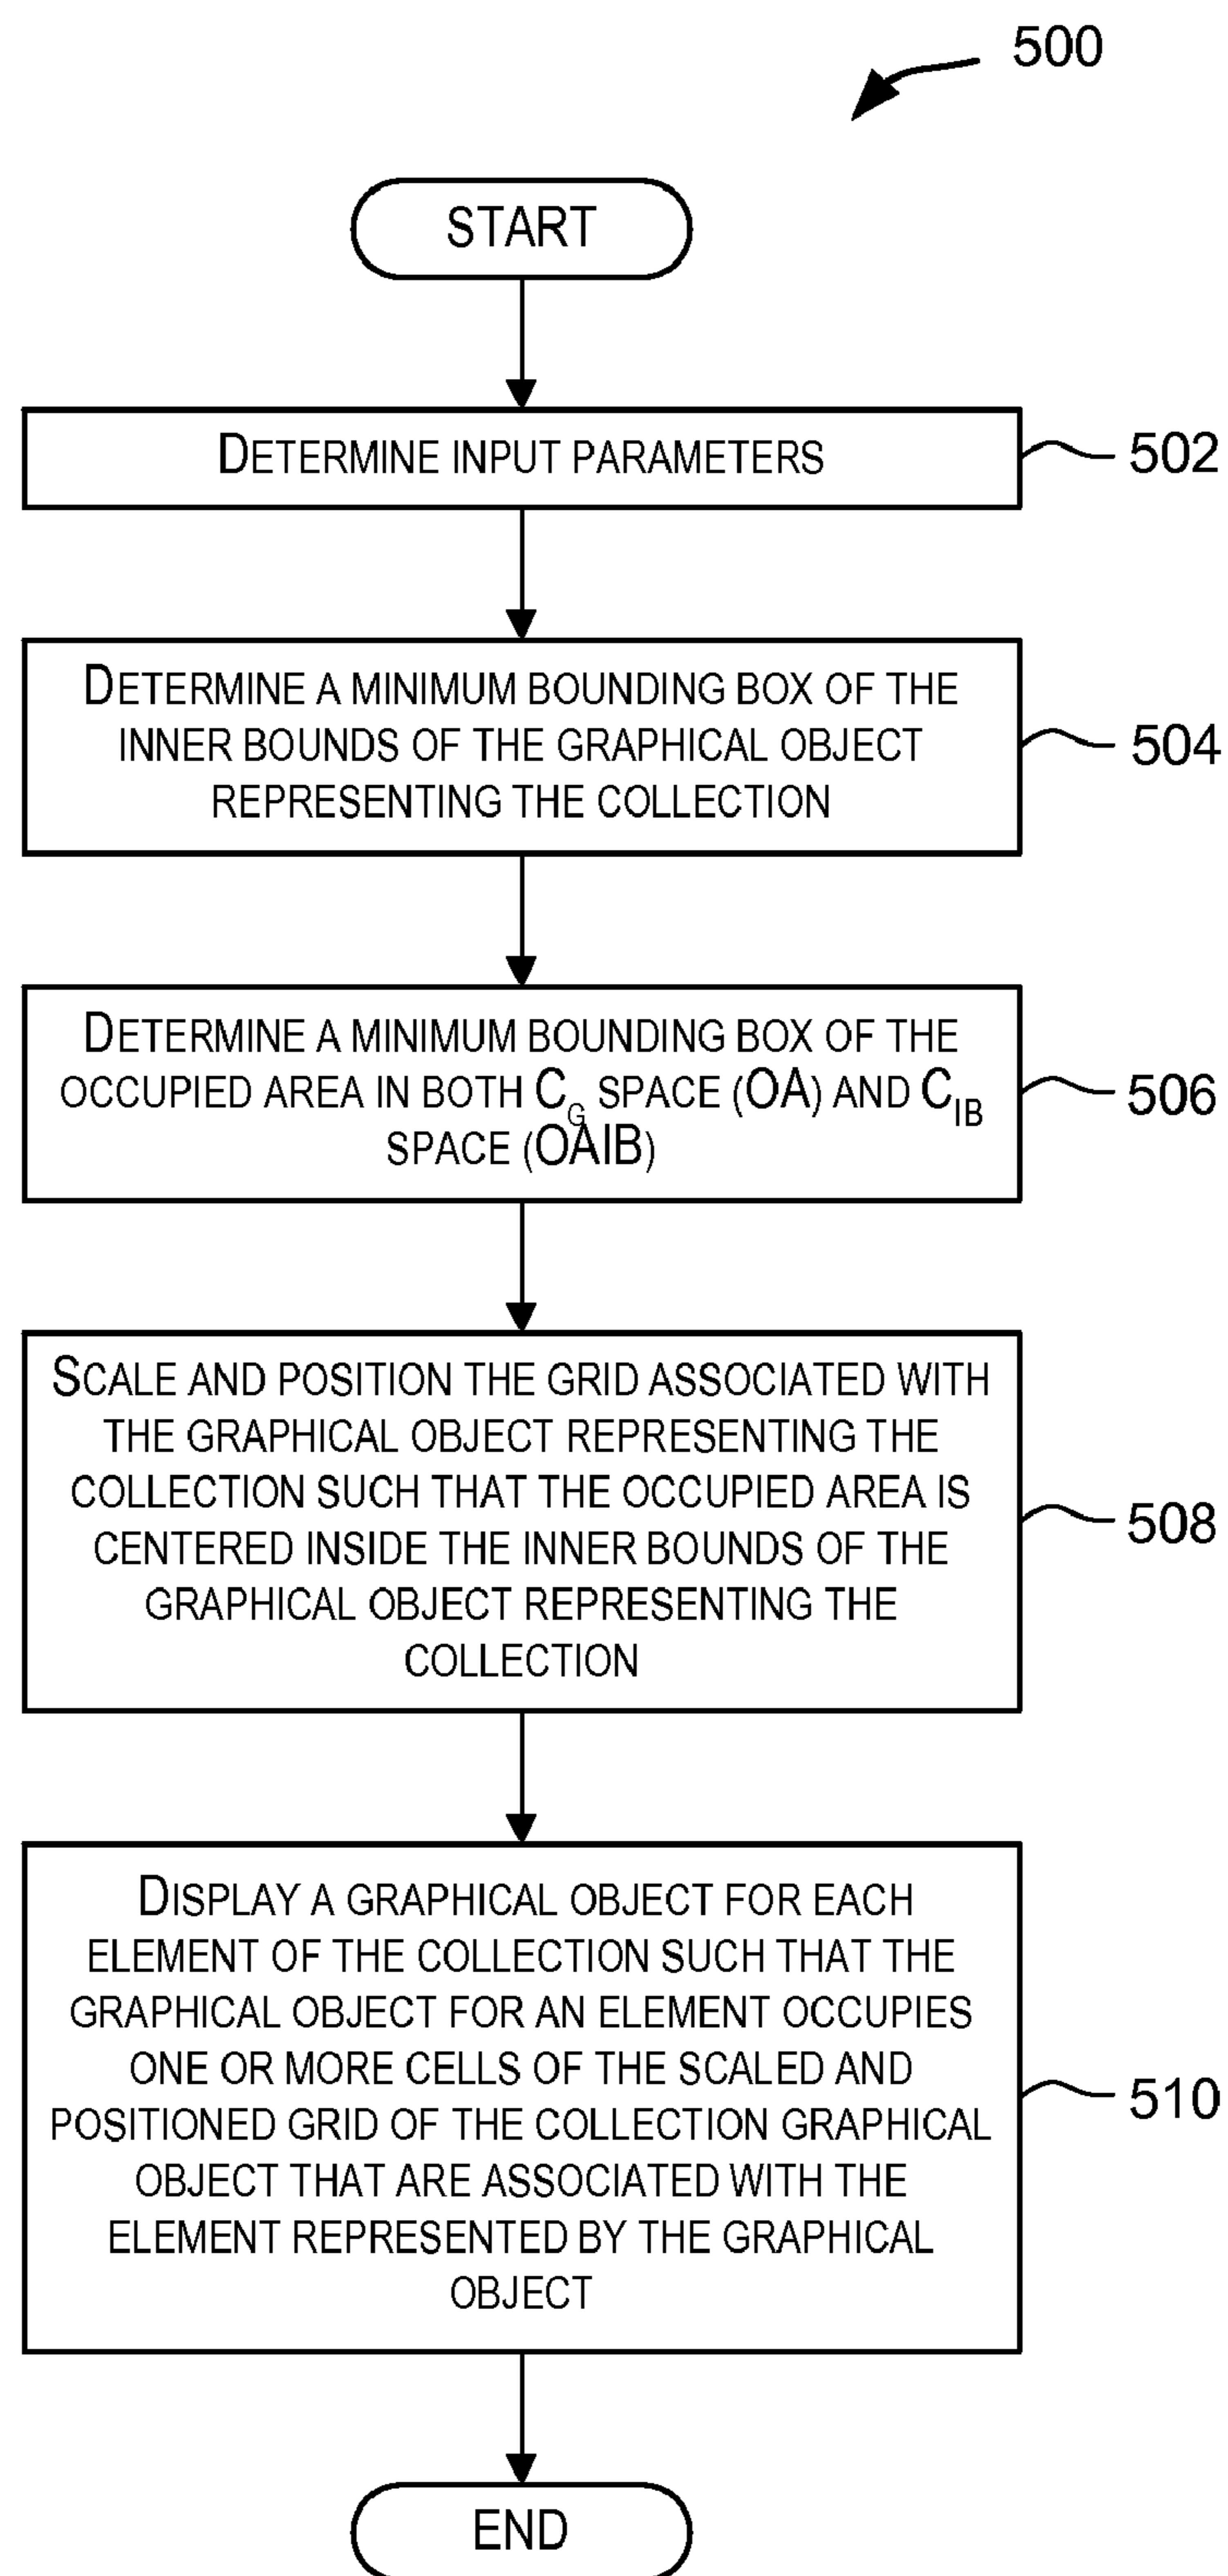 500
START
DETERMINE INPUT PARAMETERS
502
DETERMINE A MINIMUM BOUNDING BOX OF THE
INNER BOUNDS OF THE GRAPHICAL OBJECT
REPRESENTING THE COLLECTION
504
DETERMINE A MINIMUM BOUNDING BOX OF THE
OCCUPIED AREA IN BOTH CG SPACE (OA) AND CIB
SPACE (OAIB)
506
SCALE AND POSITION THE GRID ASSOCIATED WITH
THE GRAPHICAL OBJECT REPRESENTING THE
COLLECTION SUCH THAT THE OCCUPIED AREA IS
CENTERED INSIDE THE INNER BOUNDS OF THE
GRAPHICAL OBJECT REPRESENTING THE
COLLECTION
508
DISPLAY A GRAPHICAL OBJECT FOR EACH
ELEMENT OF THE COLLECTION SUCH THAT THE
GRAPHICAL OBJECT FOR AN ELEMENT OCCUPIES
ONE OR MORE CELLS OF THE SCALED AND
POSITIONED GRID OF THE COLLECTION GRAPHICAL
OBJECT THAT ARE ASSOCIATED WITH THE
ELEMENT REPRESENTED BY THE GRAPHICAL
OBJECT
510
END